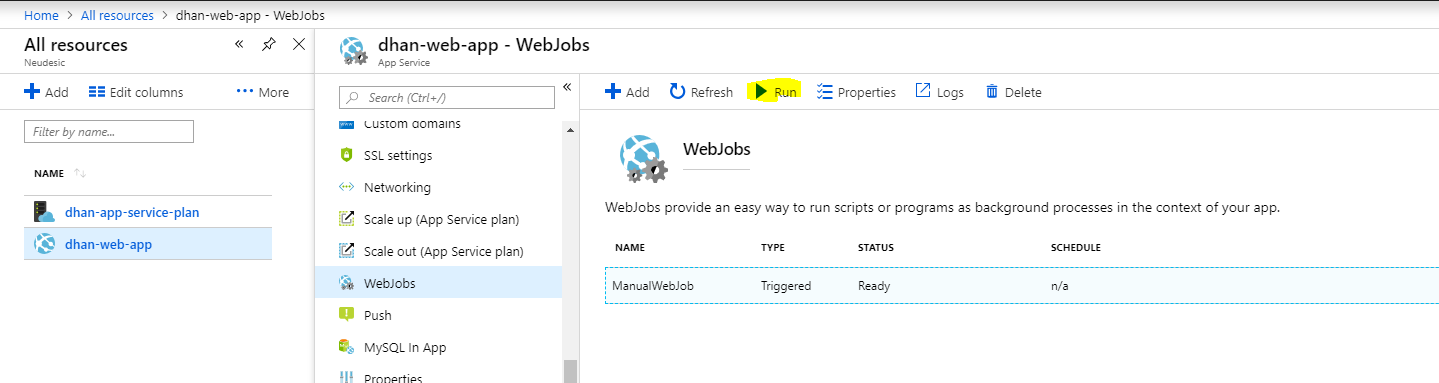 Home > All resources > dhan-web-app - WebJobs
All resources
Neudesic
Add Edit columns ••• More
Filter by name...
NAME
dhan-app-service-plan
dhan-web-app
dhan-web-app - WebJobs
App Service
Search (Ctrl+/)
Custom domains
SSL settings
Networking
Scale up (App Service plan)
Scale out (App Service plan)
WebJobs
Push
MySQL In App
Properties
Add Refresh Run Properties Logs Delete
WebJobs
WebJobs provide an easy way to run scripts or programs as background processes in the context of your app.
NAME TYPE STATUS SCHEDULE
ManualWebJob Triggered Ready n/a